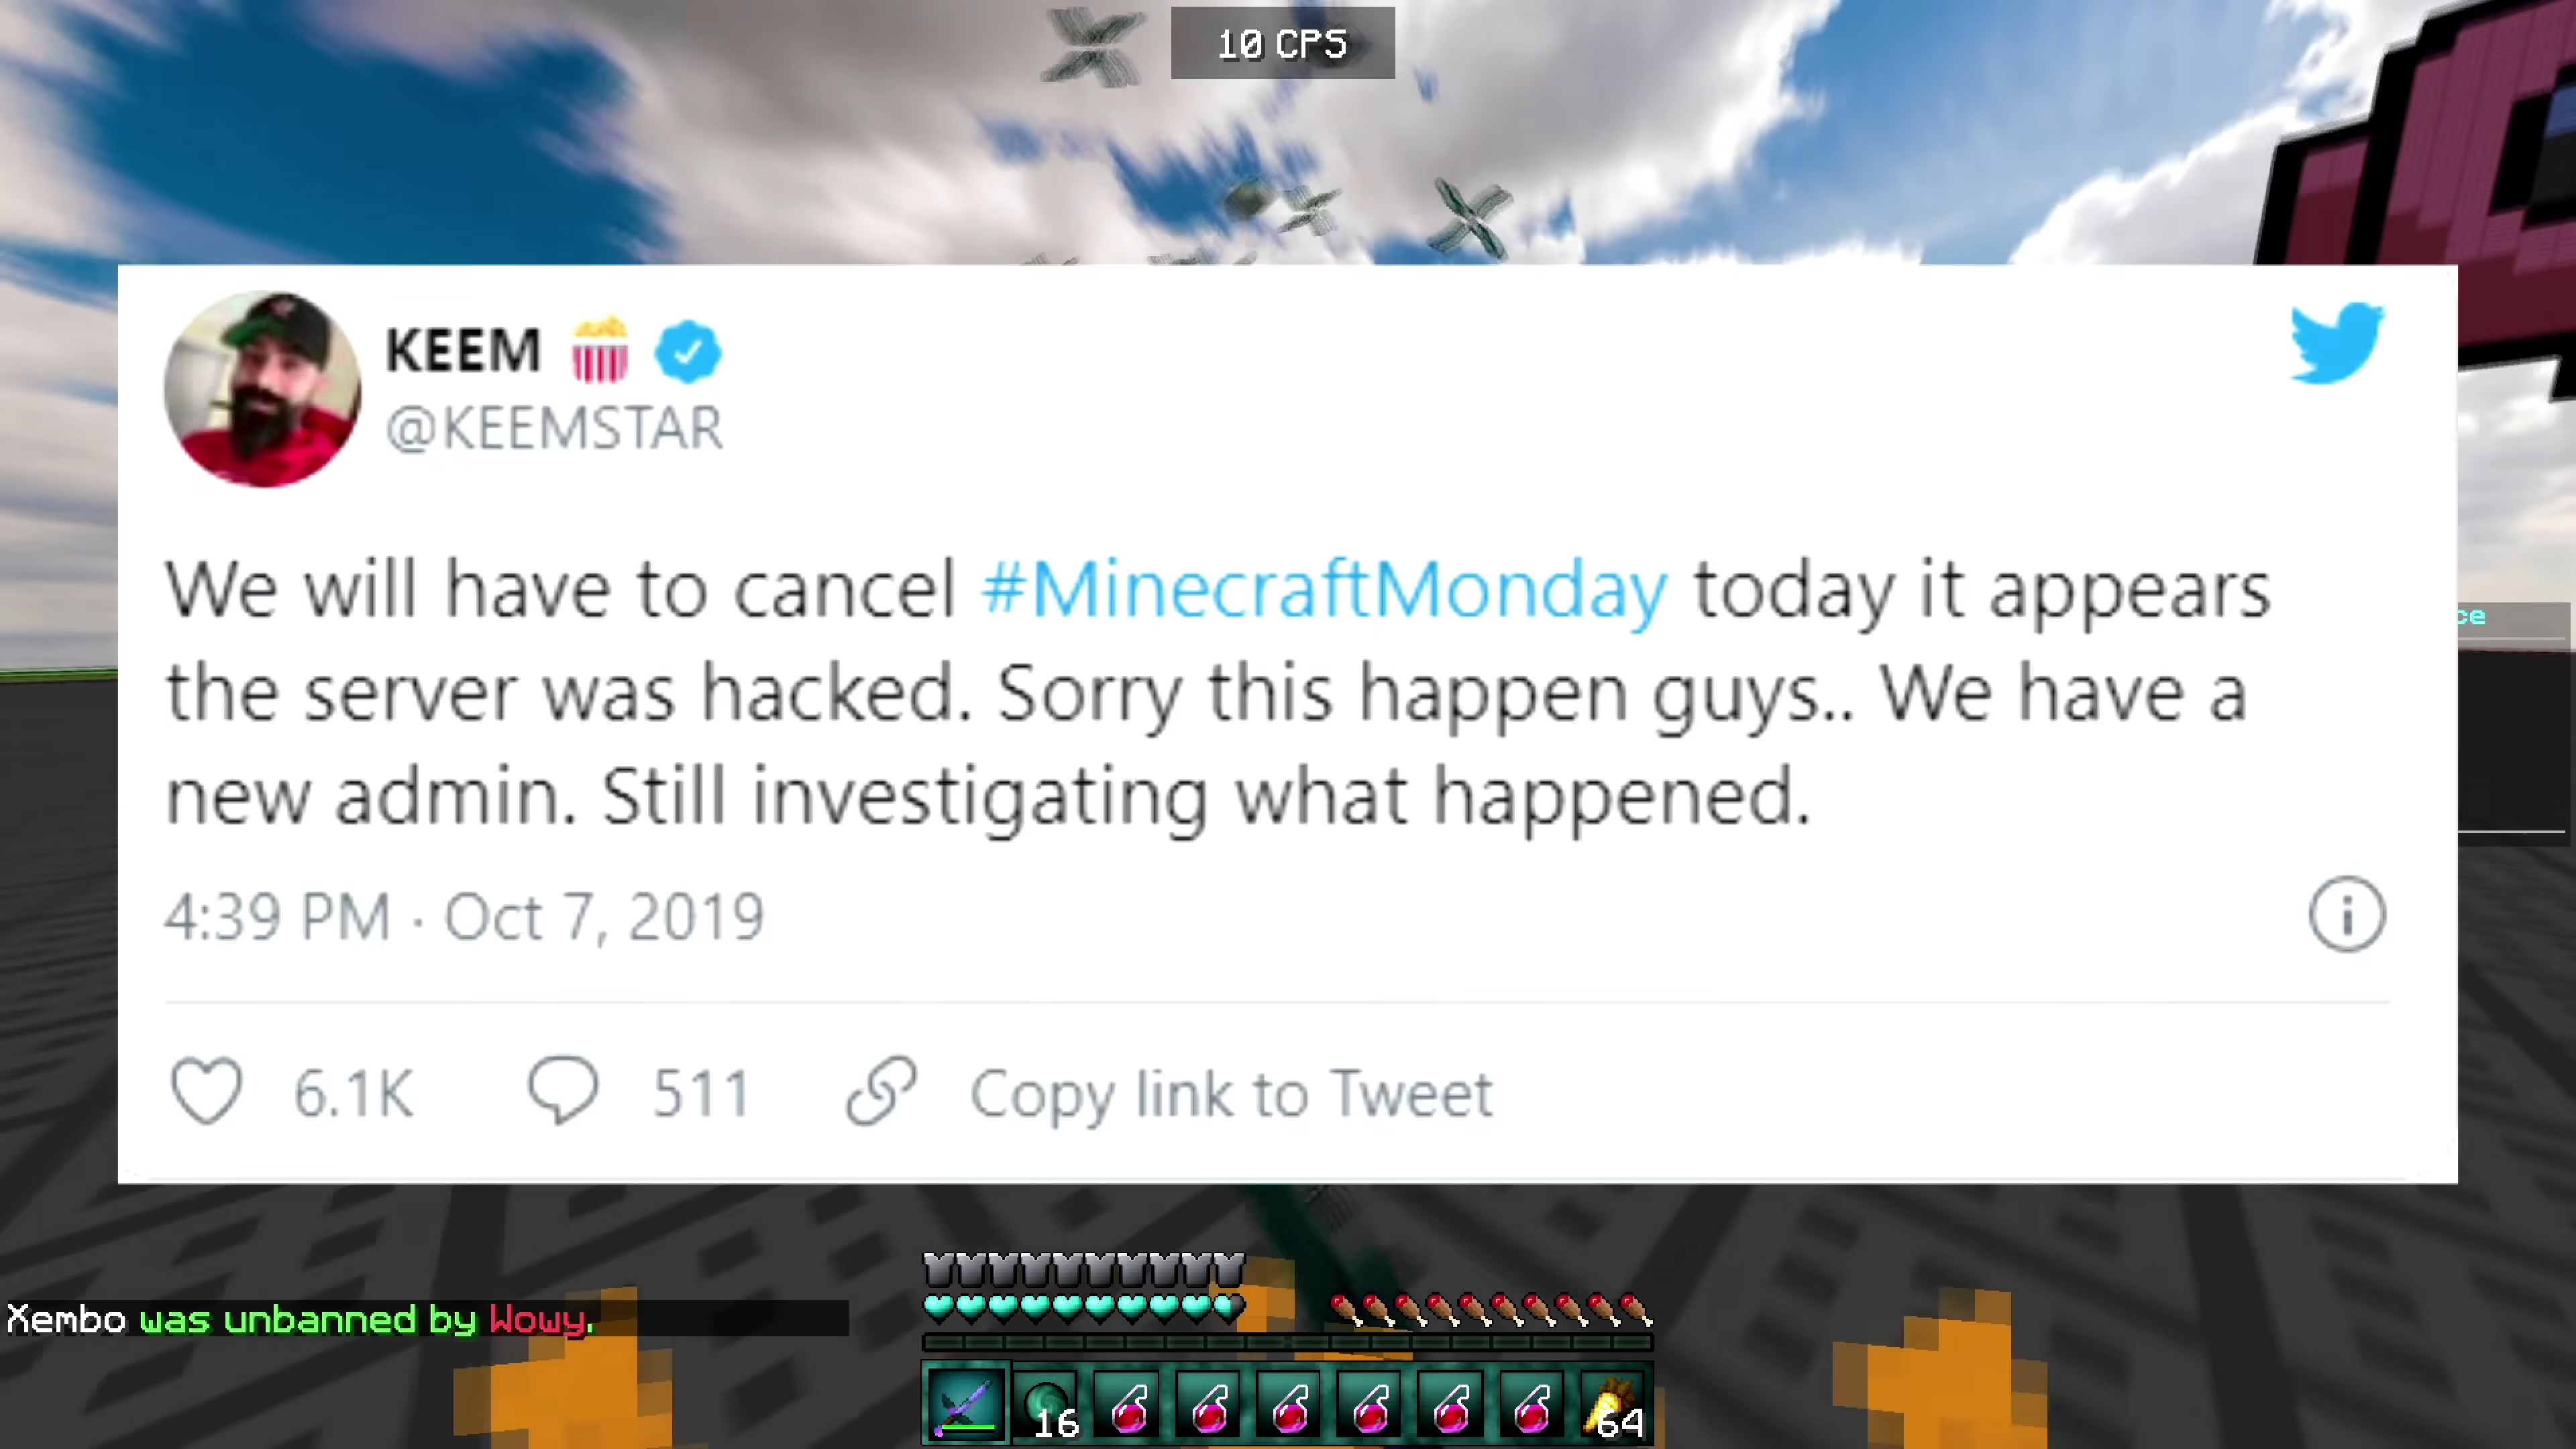 10 CPS
KEEM
@KEEMSTAR
We will have to cancel #MinecraftMonday today it appears
the server was hacked. Sorry this happen guys.. We have a
new admin. Still investigating what happened.
4:39 PM · Oct 7, 2019
6.1K 511 Copy link to Tweet
ce
Xembo was unbanned by Wowy.
16 64